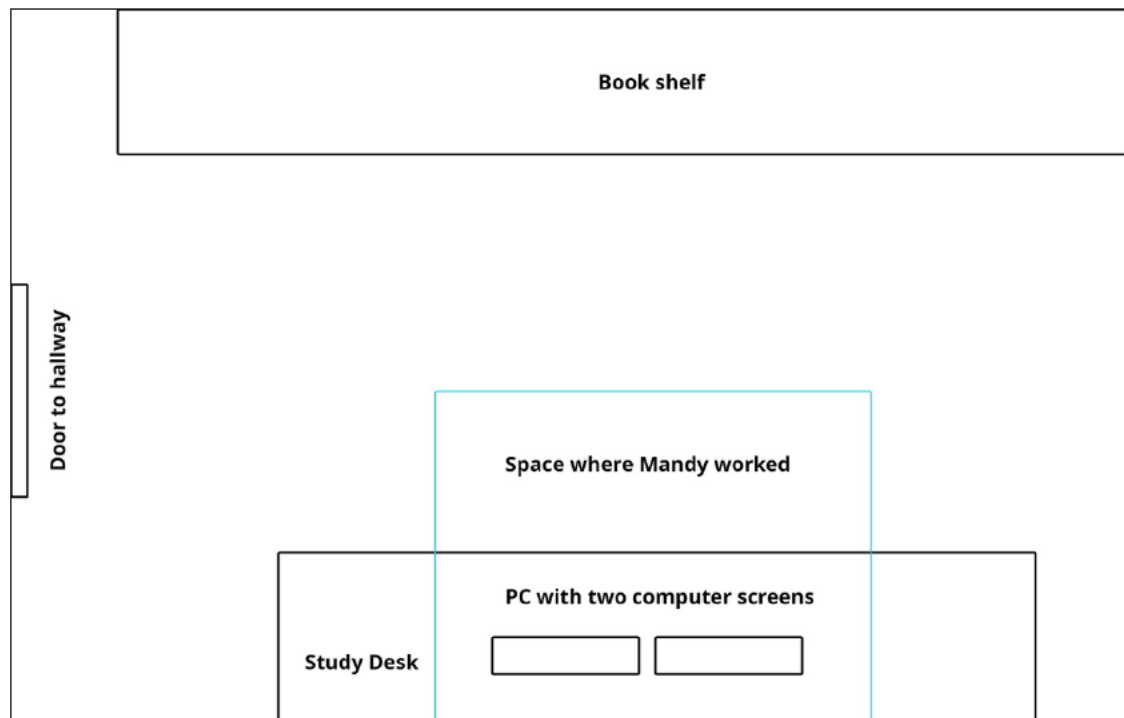 Book shelf
Door to hallway
Space where Mandy worked
PC with two computer screens
Study Desk